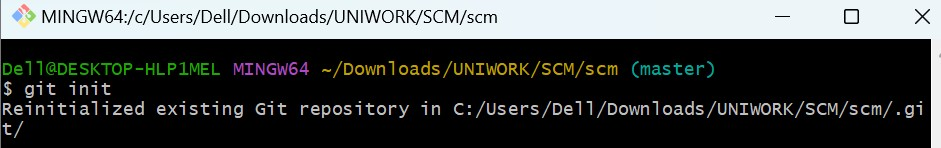 MINGW64:/c/Users/Dell/Downloads/UNIWORK/SCM/scm
Dell@DESKTOP-HLP1MEL MINGW64 ~/Downloads/UNIWORK/SCM/scm (master)
$ git init
Reinitialized existing Git repository in C:/Users/Dell/Downloads/UNIWORK/SCM/scm/.gi
t/